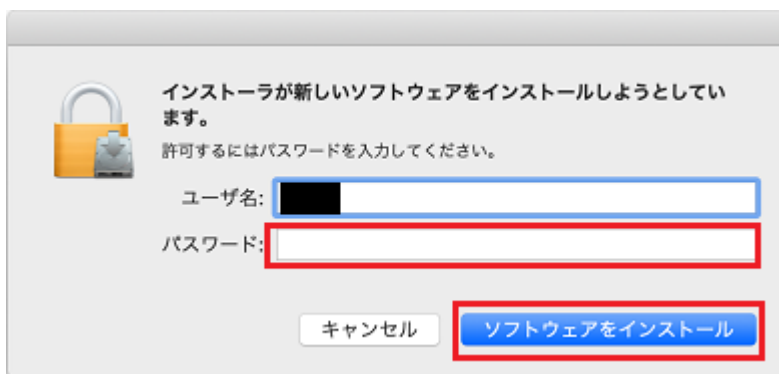 インストーラが新しいソフトウェアをインストールしようとしてい
ます。
許可するにはパスワードを入力してください。
ユーザ名:
パスワード:
キャンセル ソフトウェアをインストール